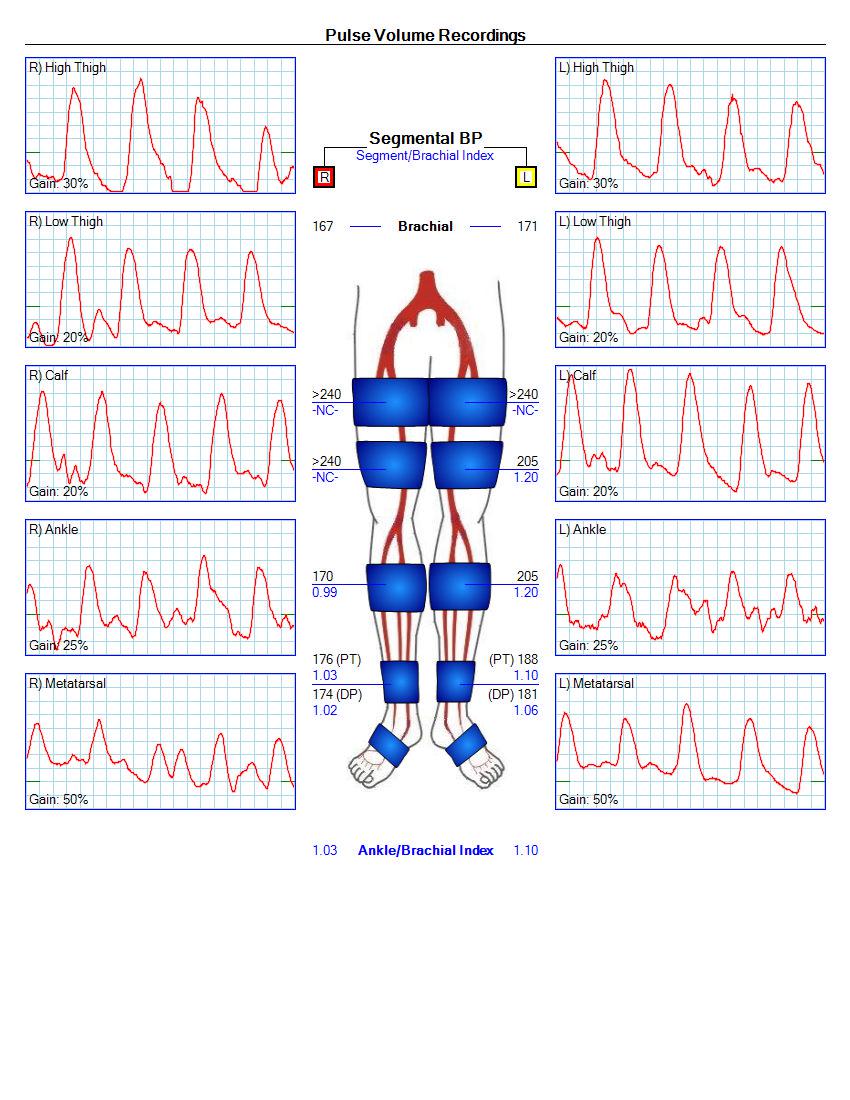 Pulse Volume Recordings
R) High Thigh
Gain: 30%
R) Low Thigh
Gain: 20%
R) Calf
Gain: 20%
R) Ankle
Gain: 25%
R) Metatarsal
Gain: 50%
Segmental BP
Segment/Brachial Index
R
L
167 Brachial 171
>240 >240
-NC- -NC-
>240 205
-NC- 1.20
170 205
0.99 1.20
176 (PT) (PT) 188
1.03 1.10
174 (DP) (DP) 181
1.02 1.06
1.03 Ankle/Brachial Index 1.10
L) High Thigh
Gain: 30%
L) Low Thigh
Gain: 20%
L) Calf
Gain: 20%
L) Ankle
Gain: 25%
L) Metatarsal
Gain: 50%